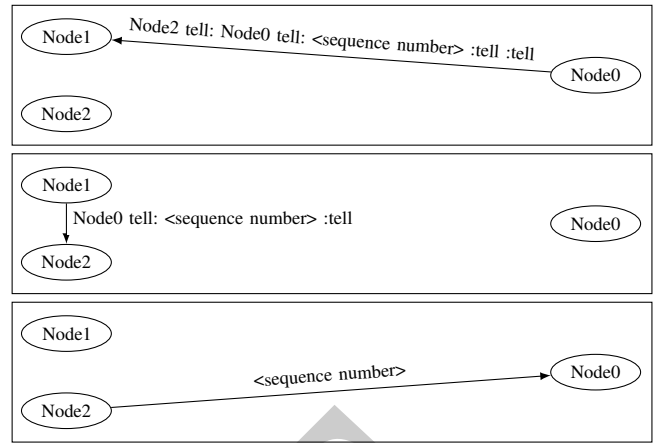 Node1
Node2 tell: Node0 tell: <sequence number> :tell :tell
Node0
Node2
Node1
Node0 tell: <sequence number> :tell
Node0
Node2
Node1
<sequence number>
Node0
Node2